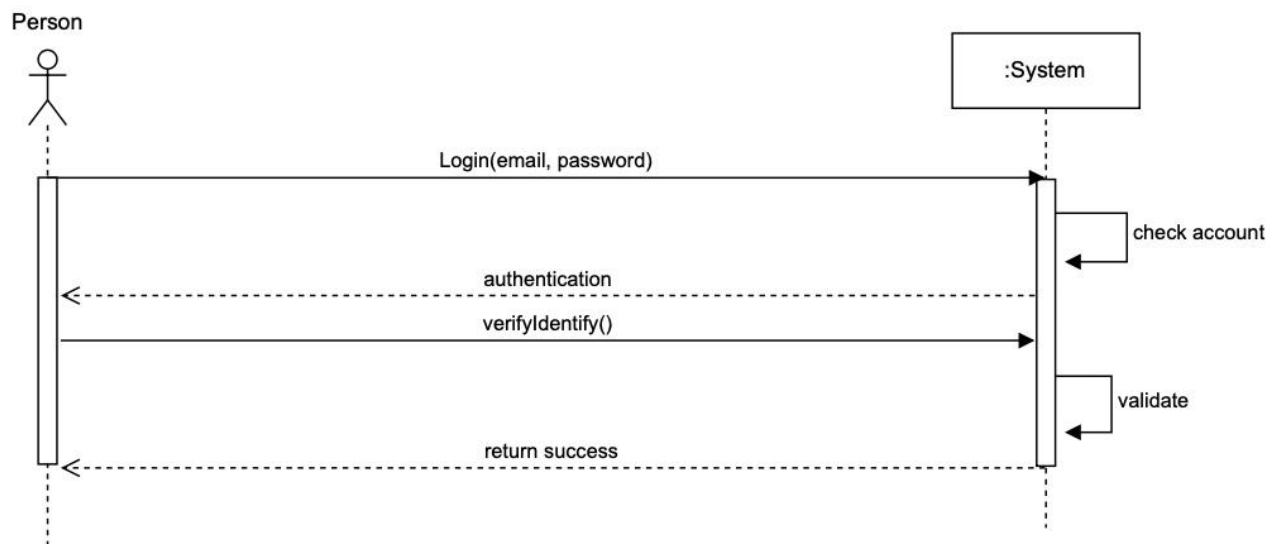 Person
:System
Login(email, password)
check account
authentication
verifyIdentify()
validate
return success